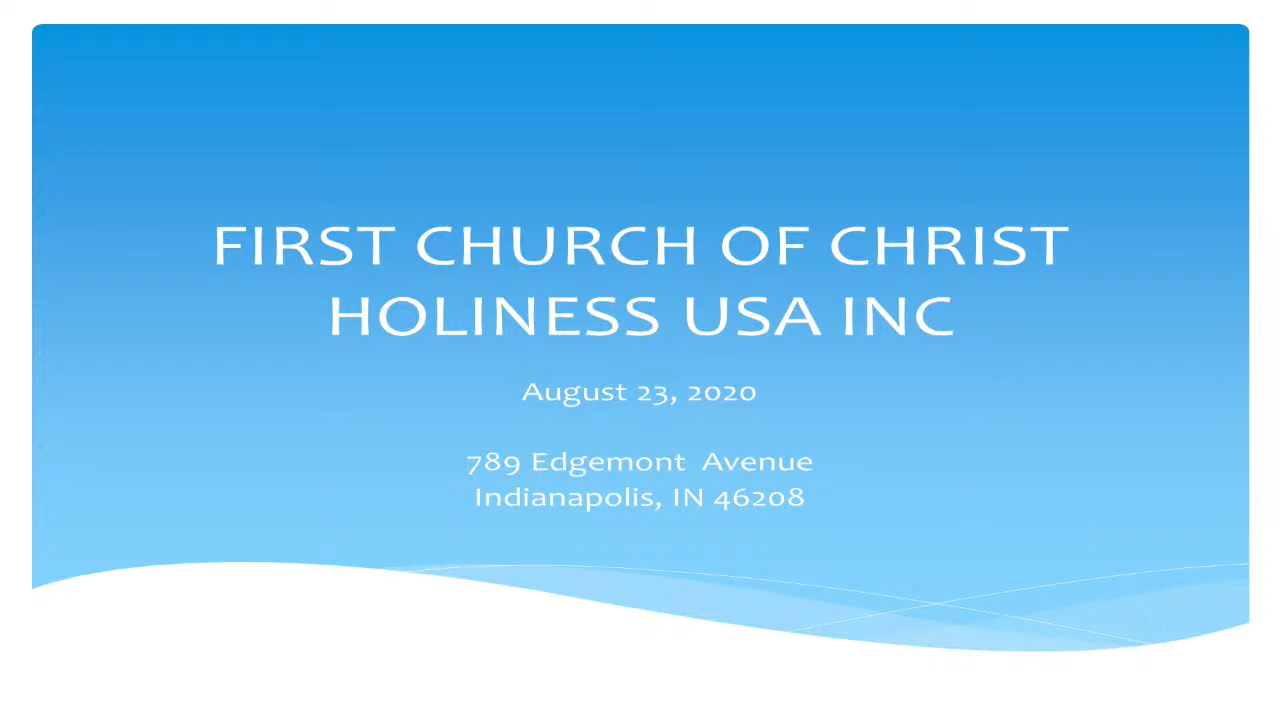 FIRST CHURCH OF CHRIST
HOLINESS USA INC
August 23, 2020
789 Edgemont Avenue
Indianapolis, IN 46208